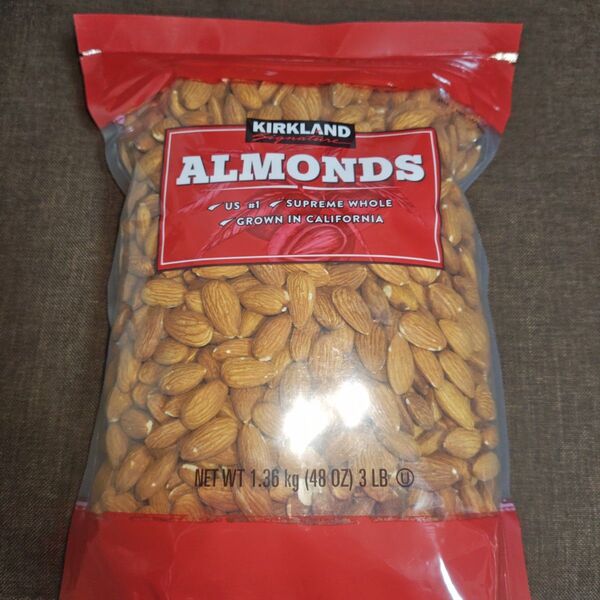 KIRKLAND
Signature
ALMONDS
✓ US #1 ✓ SUPREME WHOLE
✓ GROWN IN CALIFORNIA
NET WT 1.36 kg (48 OZ) 3 LB Ⓤ